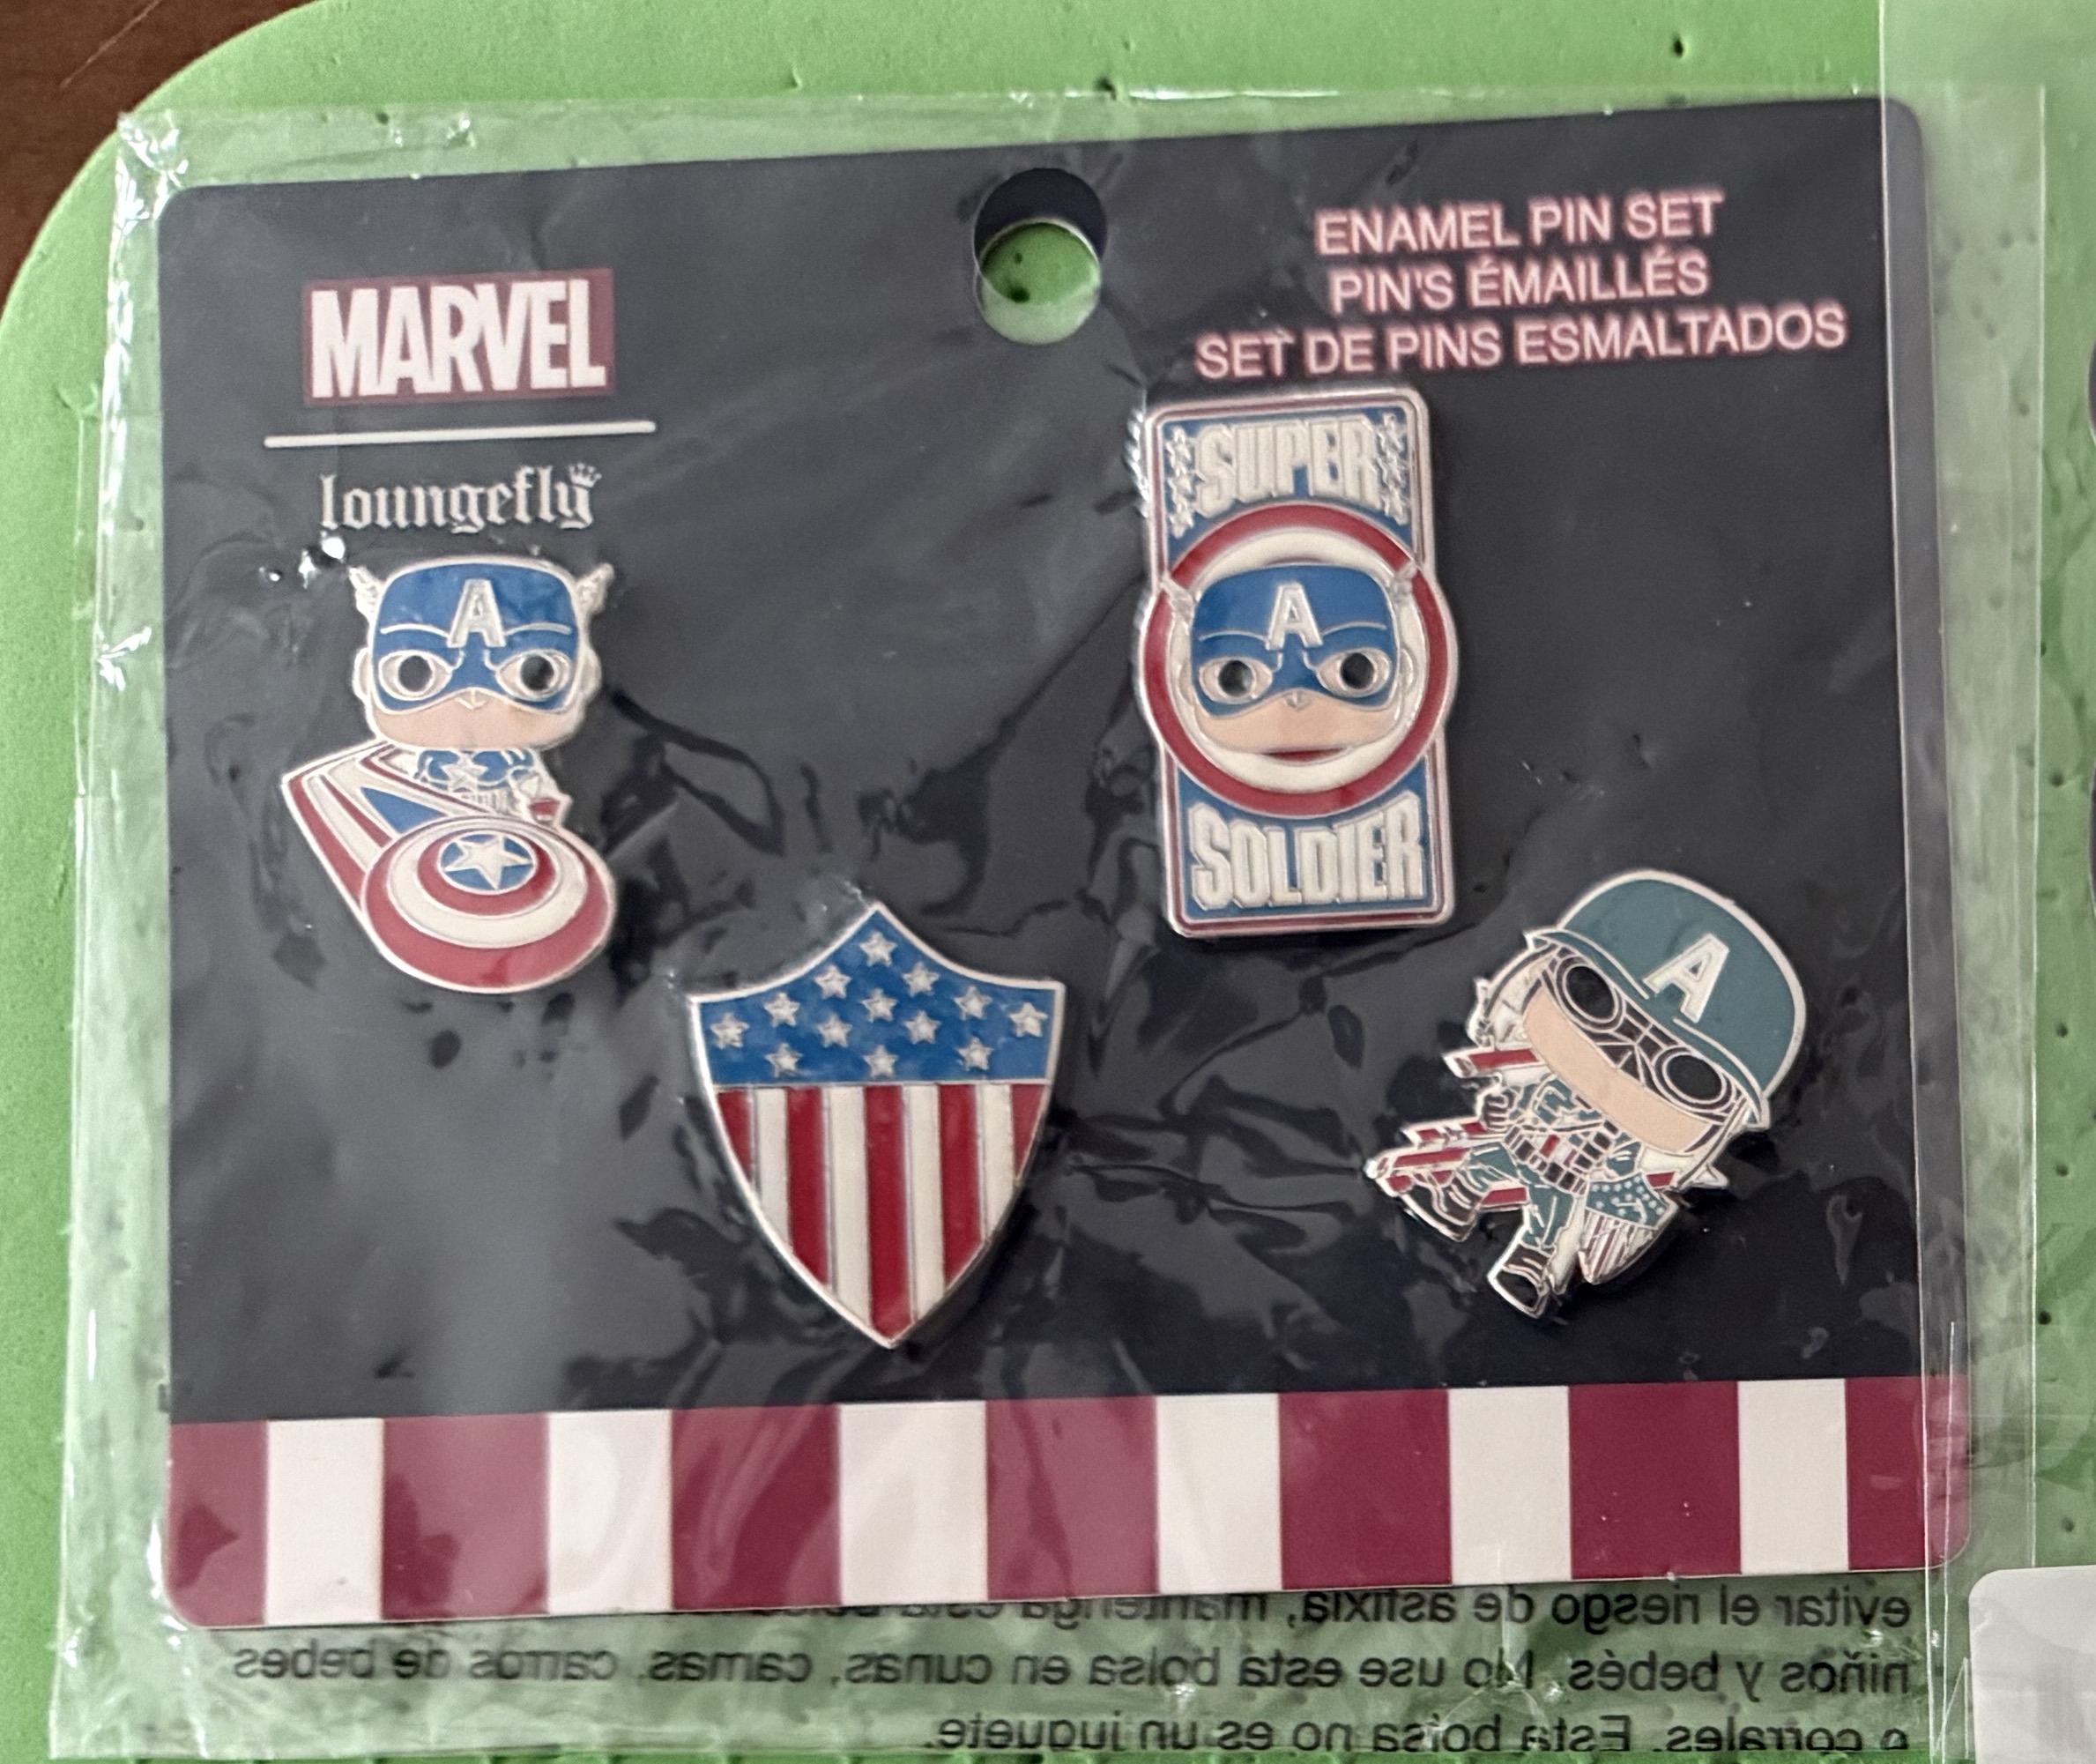 MARVEL
loungefly
ENAMEL PIN SET
PIN'S ÉMAILLÉS
SET DE PINS ESMALTADOS
A
SUPER
A
SOLDIER
A
evitar el riesgo de asfixia, mantenga esta bolsa
niños y bebés. No use esta bolsa en cunas, camas, carros de bebes
o corrales. Esta bolsa no es un juguete.